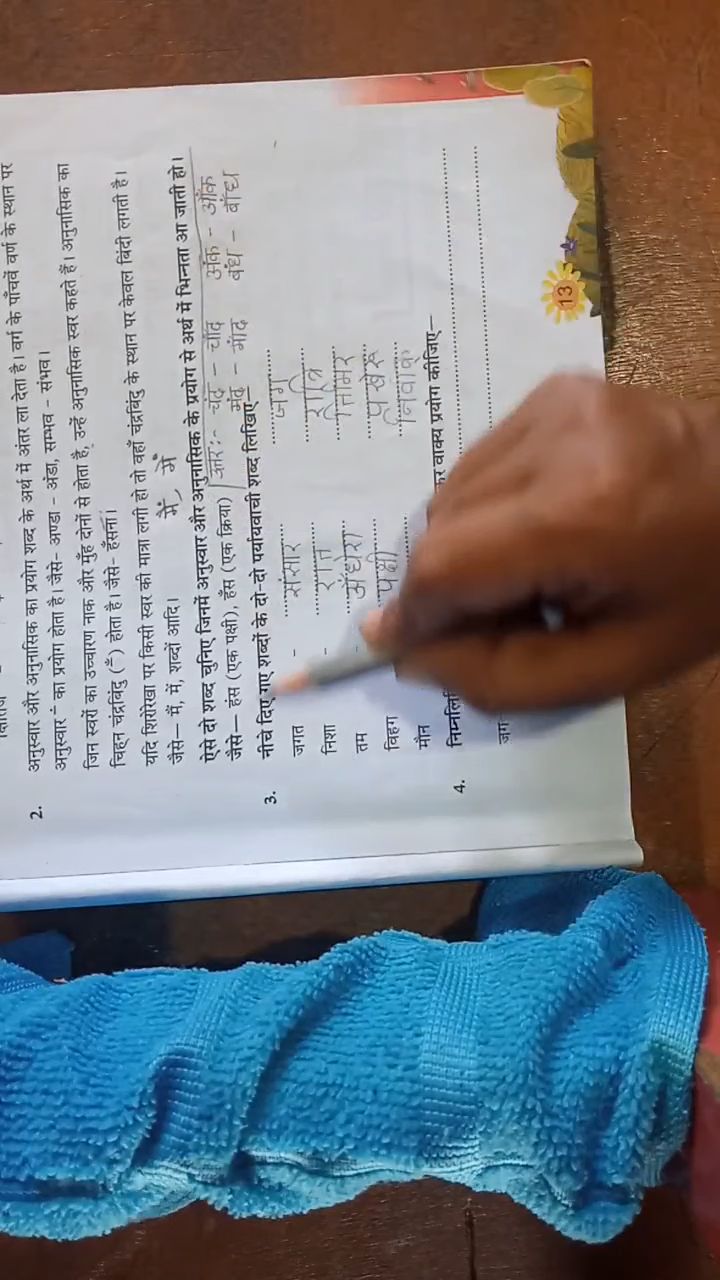 2. अनुस्वार और अनुनासिक का प्रयोग शब्द के अर्थ में अंतर ला देता है। वर्ग के पाँचवें वर्ण के स्थान पर
अनुस्वार ं का प्रयोग होता है। जैसे- अण्डा - अंडा, सम्भव - संभव।
जिन स्वरों का उच्चारण नाक और मुँह दोनों से होता है, उन्हें अनुनासिक स्वर कहते हैं। अनुनासिक का
चिह्न चंद्रबिंदु (ँ) होता है। जैसे- हँसना।
यदि शिरोरेखा पर किसी स्वर की मात्रा लगी हो तो वहाँ चंद्रबिंदु के स्थान पर केवल बिंदी लगती है।
जैसे— मैं, में, शब्दों आदि। मैं, में
ऐसे दो शब्द चुनिए जिनमें अनुस्वार और अनुनासिक के प्रयोग से अर्थ में भिन्नता आ जाती हो।
जैसे— हंस (एक पक्षी), हँस (एक क्रिया) चंद - चाँद अंक - आँक
मंद - माँद बंध - बाँध
3. नीचे दिए गए शब्दों के दो-दो पर्यायवाची शब्द लिखिए—
जगत - संसार जग
निशा - रात रात्रि
तम - अँधेरा तिमिर
विहग पक्षी पखेरू
मौन निर्वाक्
4. वाक्य प्रयोग कीजिए—
13